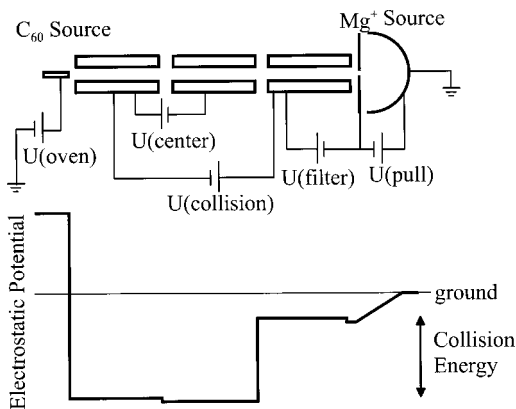 Mg⁺ Source
C₆₀ Source
U(center)
U(oven)
U(filter)
U(pull)
U(collision)
Electrostatic Potential
ground
Collision
Energy